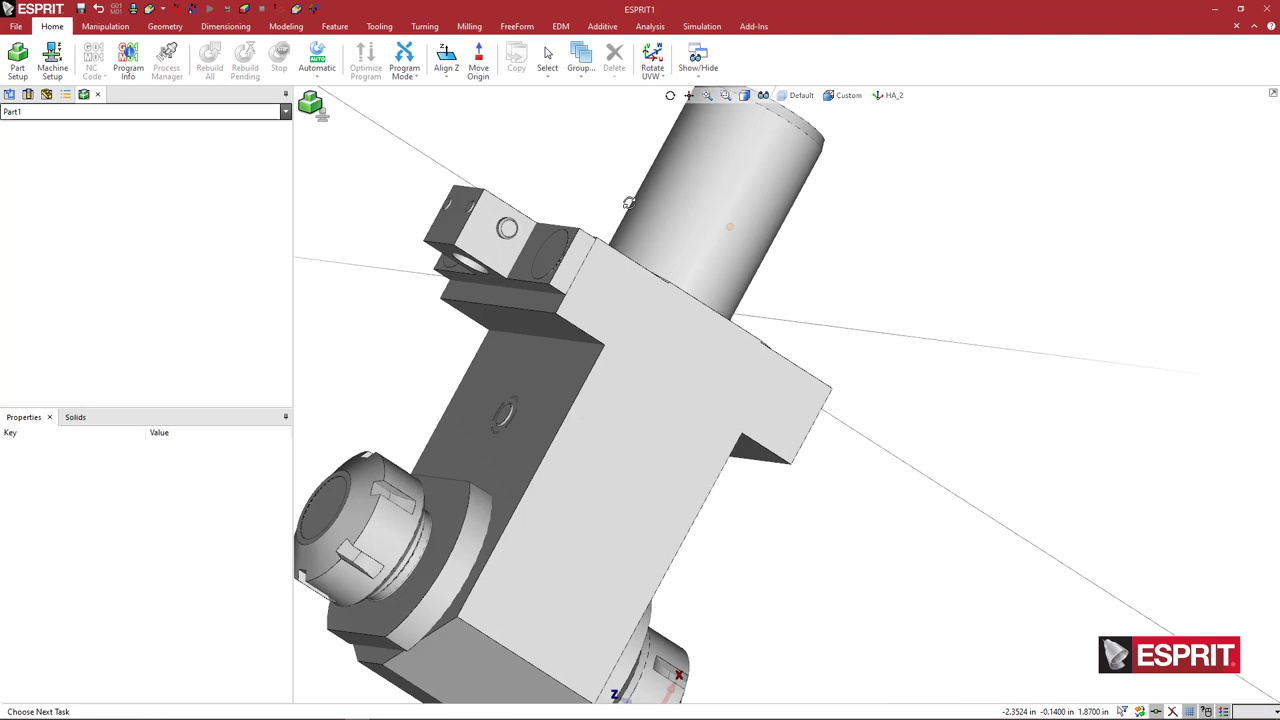 ESPRIT
ESPRIT1
File Home Manipulation Geometry Dimensioning Modeling Feature Tooling Turning Milling FreeForm EDM Additive Analysis Simulation Add-Ins
Part Setup
Machine Setup
NC Code
Program Info
Process Manager
Rebuild All
Rebuild Pending
Stop
Automatic
Optimize Program
Program Mode
Align Z
Move Origin
Copy
Select
Group...
Delete
Rotate UVW
Show/Hide
Part1
Default Custom HA_2
Properties Solids
Key Value
Z X
ESPRIT
Choose Next Task
-2.3524 in -0.1400 in 1.8700 in